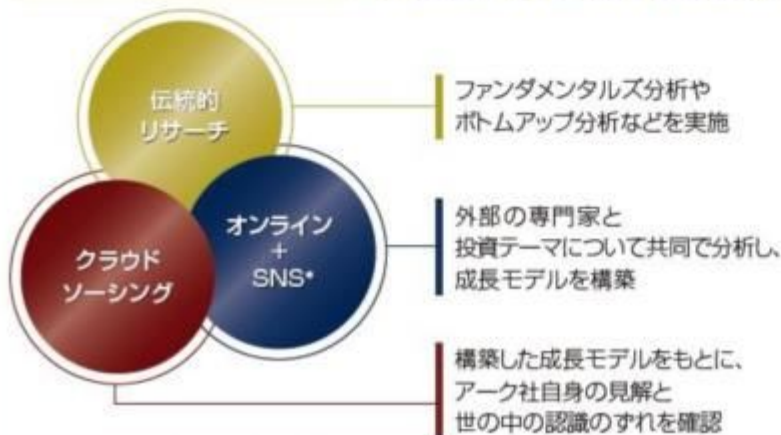 伝統的
リサーチ
ファンダメンタルズ分析や
ボトムアップ分析などを実施
オンライン
+
SNS*
外部の専門家と
投資テーマについて共同で分析し、
成長モデルを構築
クラウド
ソーシング
構築した成長モデルをもとに、
アーク社自身の見解と
世の中の認識のずれを確認